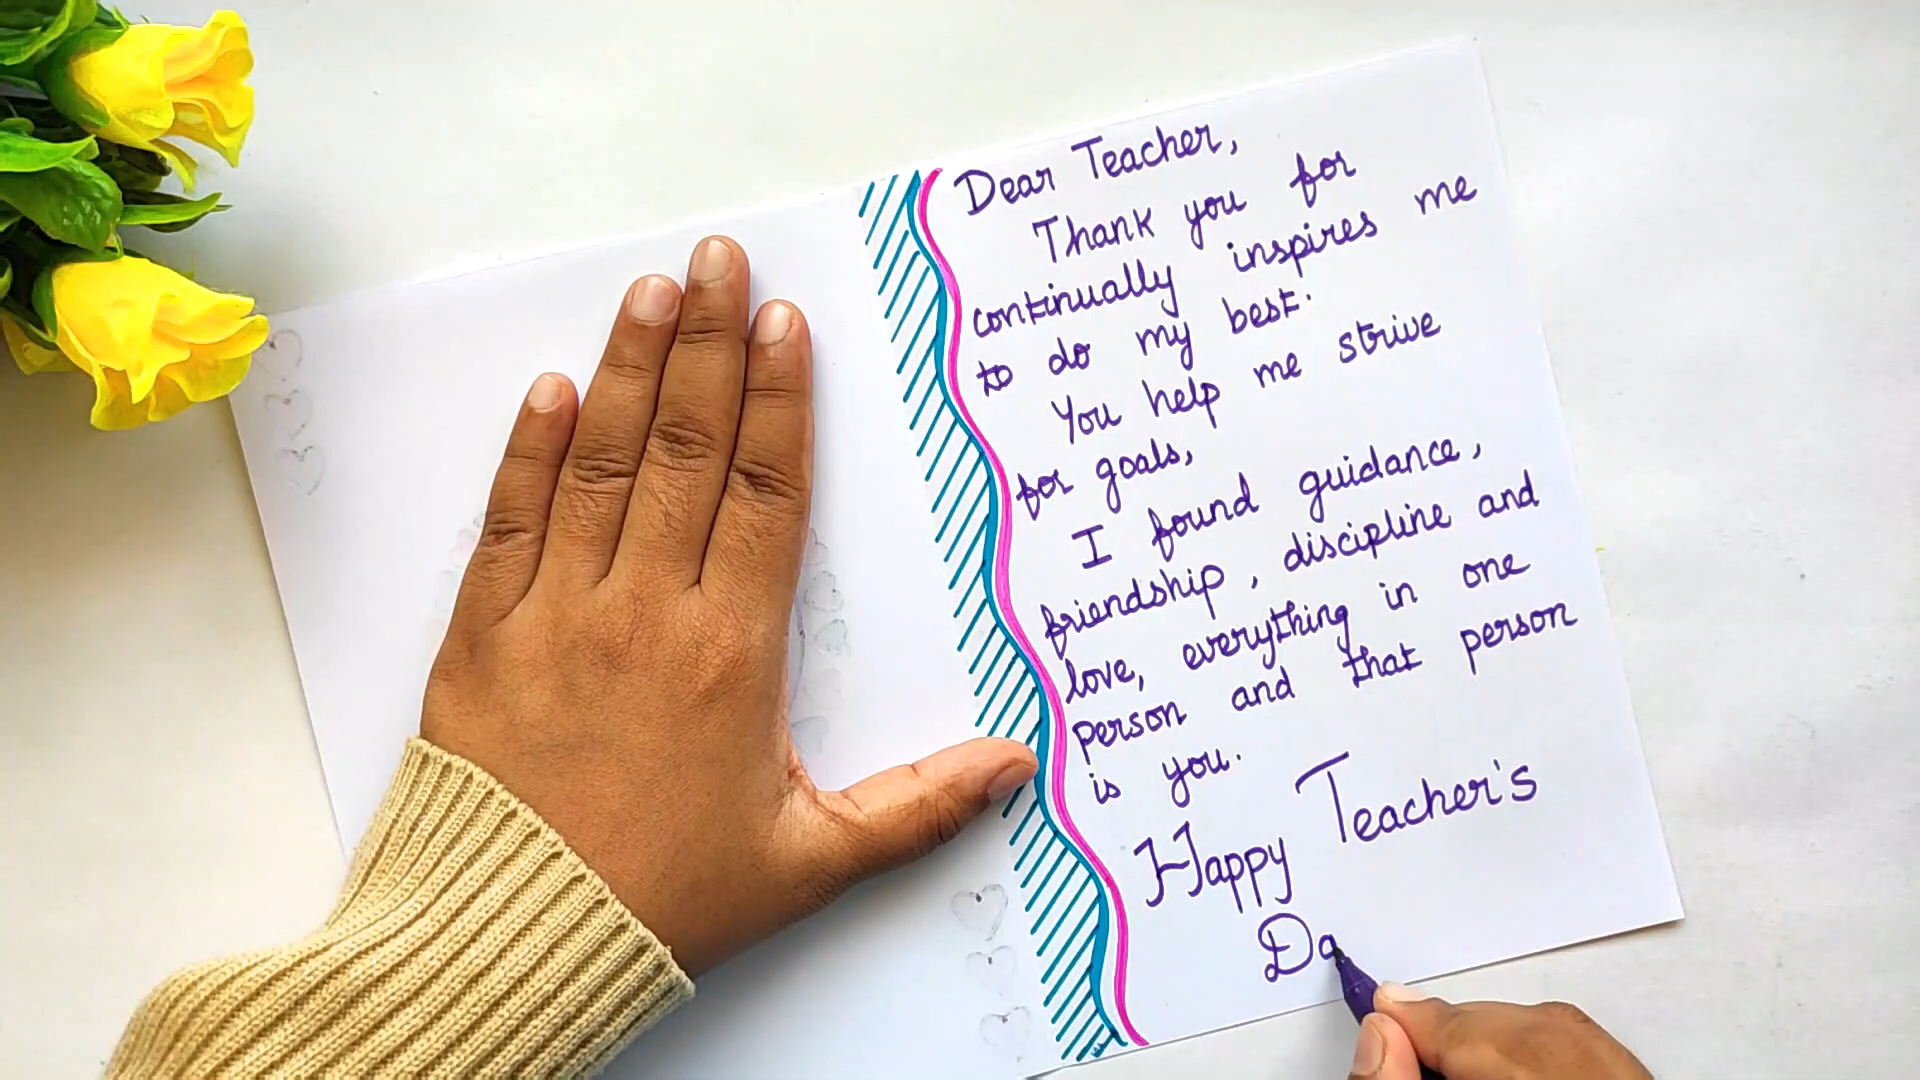 Dear Teacher,
Thank you for
continually inspires me
to do my best.
You help me strive
for goals,
I found guidance,
friendship, discipline and
love, everything in one
person and that person
is you.
Happy Teacher's
Da